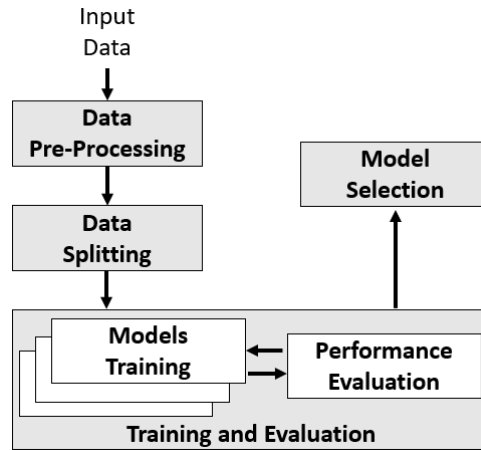 Input
Data
Data
Pre-Processing
Data
Splitting
Model
Selection
Models
Training
Performance
Evaluation
Training and Evaluation